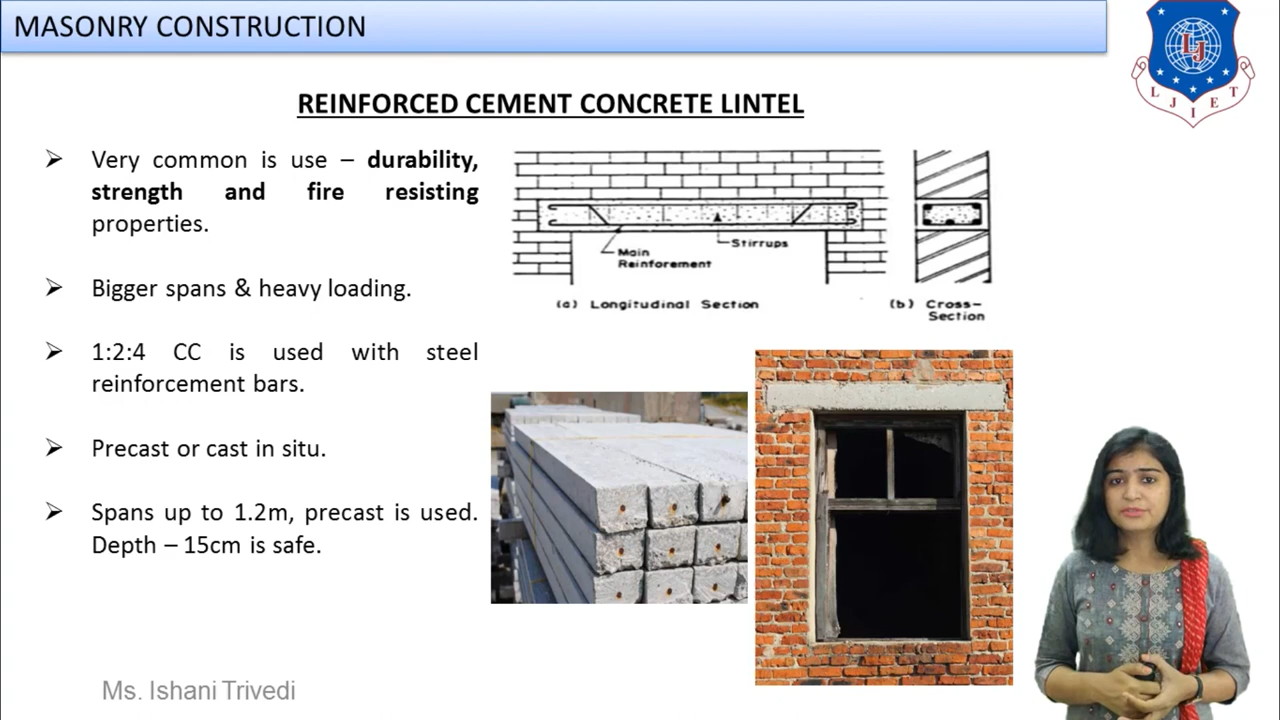 MASONRY CONSTRUCTION
REINFORCED CEMENT CONCRETE LINTEL
➢ Very common is use – durability,
strength and fire resisting
properties.
➢ Bigger spans & heavy loading.
➢ 1:2:4 CC is used with steel
reinforcement bars.
➢ Precast or cast in situ.
➢ Spans up to 1.2m, precast is used.
Depth – 15cm is safe.
Main
Reinforement
Stirrups
(a) Longitudinal Section
(b) Cross-
Section
LJ
L J I E T
Ms. Ishani Trivedi